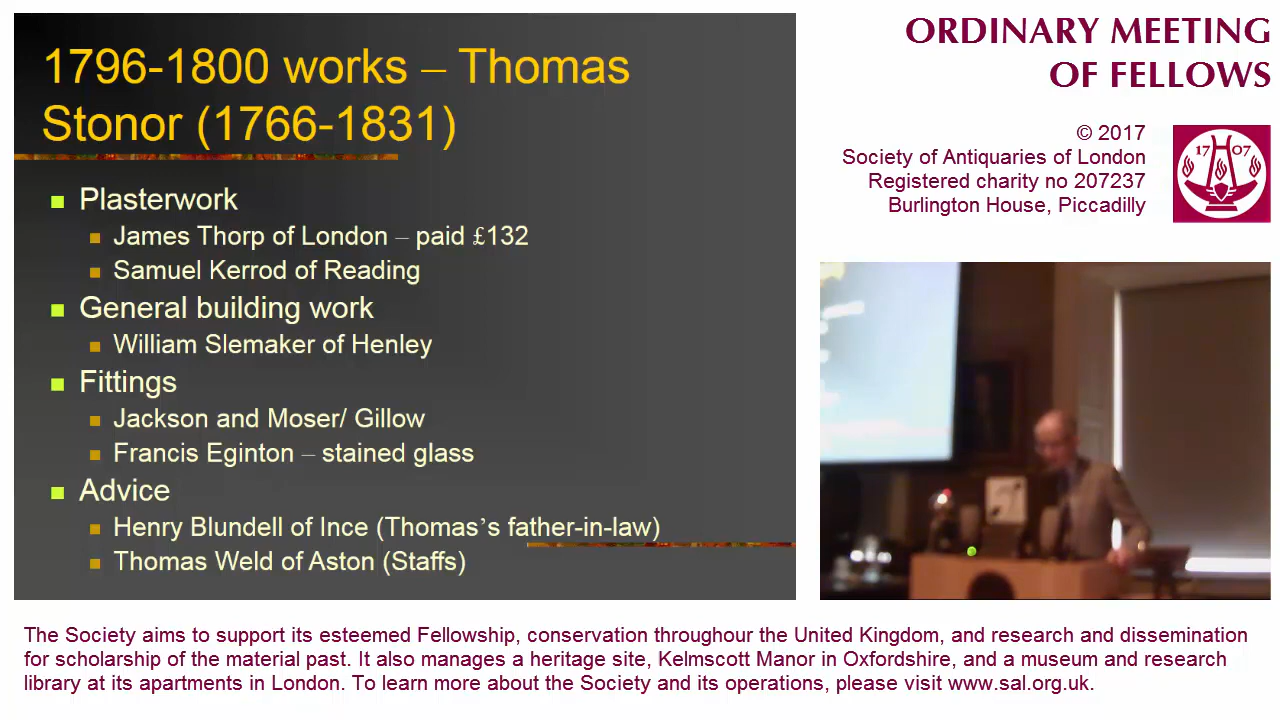 1796-1800 works – Thomas
Stonor (1766-1831)
Plasterwork
James Thorp of London – paid £132
Samuel Kerrod of Reading
General building work
William Slemaker of Henley
Fittings
Jackson and Moser/ Gillow
Francis Eginton – stained glass
Advice
Henry Blundell of Ince (Thomas’s father-in-law)
Thomas Weld of Aston (Staffs)
ORDINARY MEETING
OF FELLOWS
© 2017
Society of Antiquaries of London
Registered charity no 207237
Burlington House, Piccadilly
17 07
The Society aims to support its esteemed Fellowship, conservation throughour the United Kingdom, and research and dissemination
for scholarship of the material past. It also manages a heritage site, Kelmscott Manor in Oxfordshire, and a museum and research
library at its apartments in London. To learn more about the Society and its operations, please visit www.sal.org.uk.